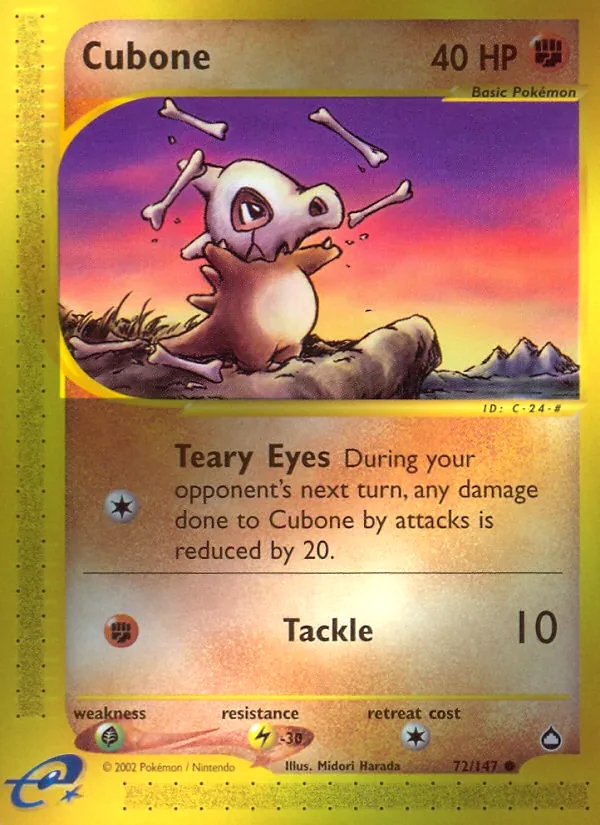 Cubone 40 HP
Basic Pokémon
ID: C-24-#
Teary Eyes During your
opponent's next turn, any damage
done to Cubone by attacks is
reduced by 20.
Tackle 10
weakness resistance retreat cost
-30
© 2002 Pokémon / Nintendo Illus. Midori Harada 72/147
e